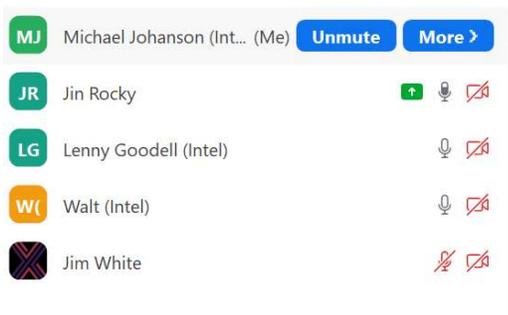 MJ Michael Johanson (Int... (Me) Unmute More
JR Jin Rocky
LG Lenny Goodell (Intel)
W( Walt (Intel)
Jim White